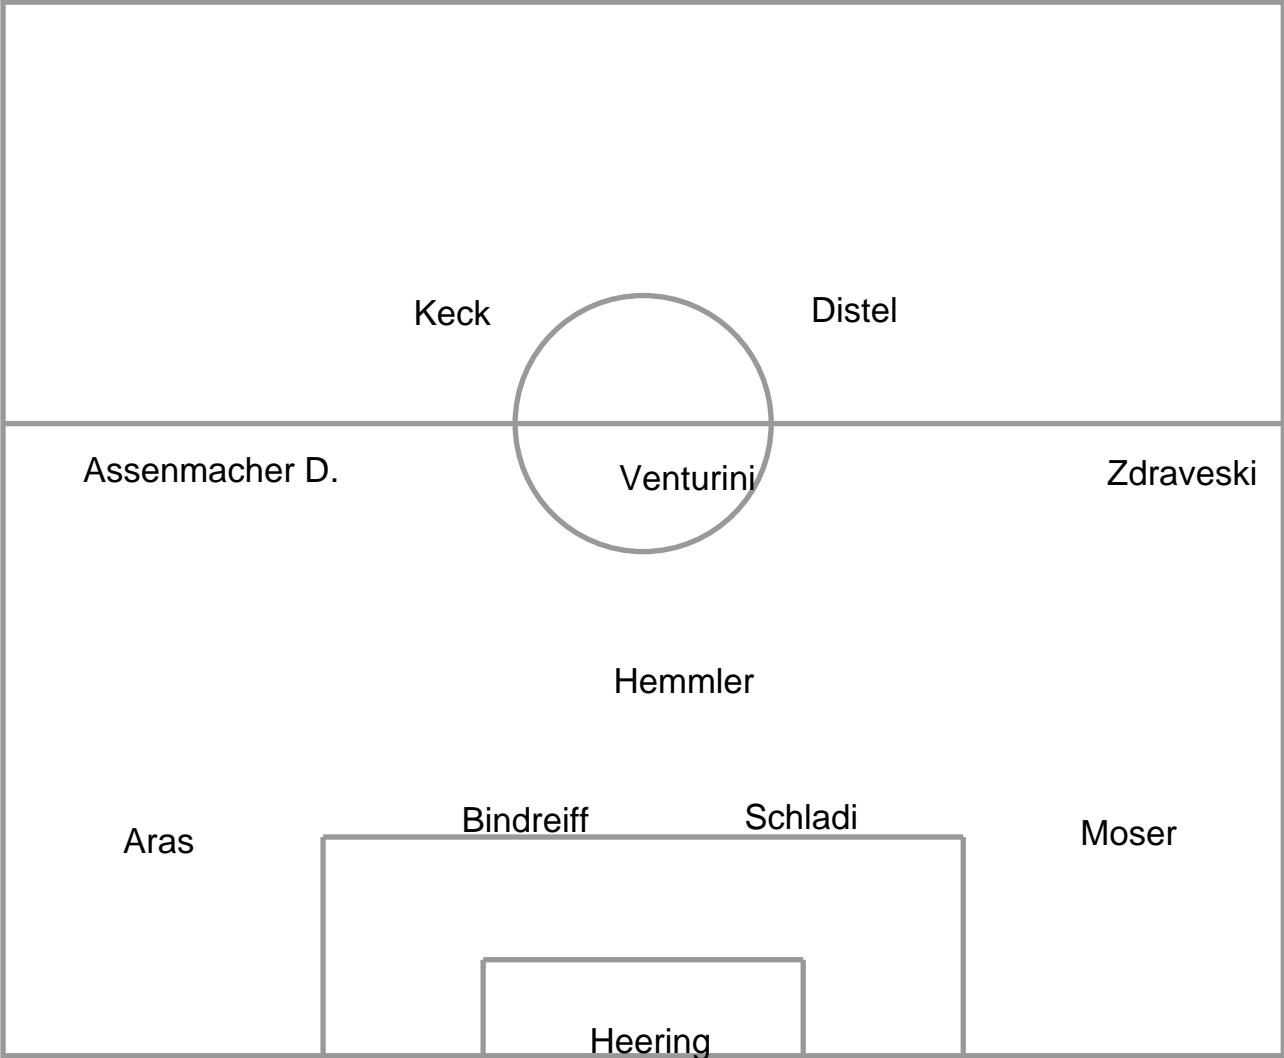 Keck
Distel
Assenmacher D.
Venturini
Zdraveski
Hemmler
Bindreiff
Schladi
Aras
Moser
Heering